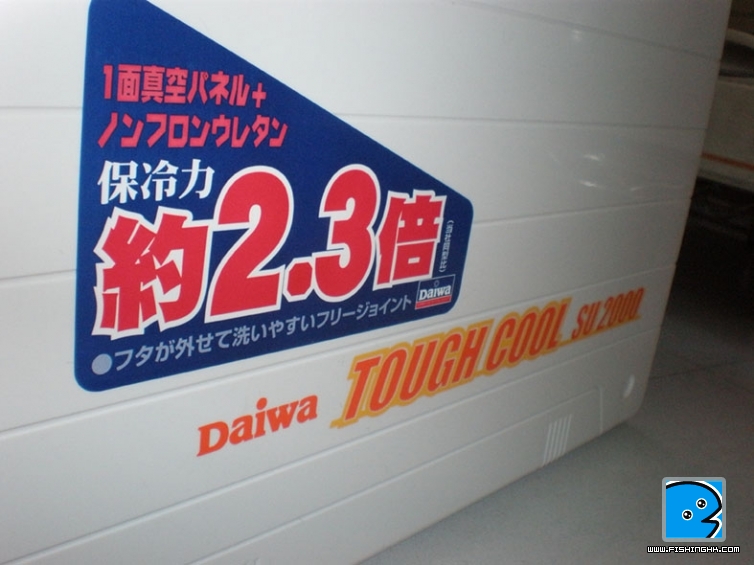 1面真空パネル+
ノンフロンウレタン
保冷力
約2.3倍
Daiwa
●フタが外せて洗いやすいフリージョイント
Daiwa TOUGH COOL SU 2000
WWW.FISHINGHK.COM